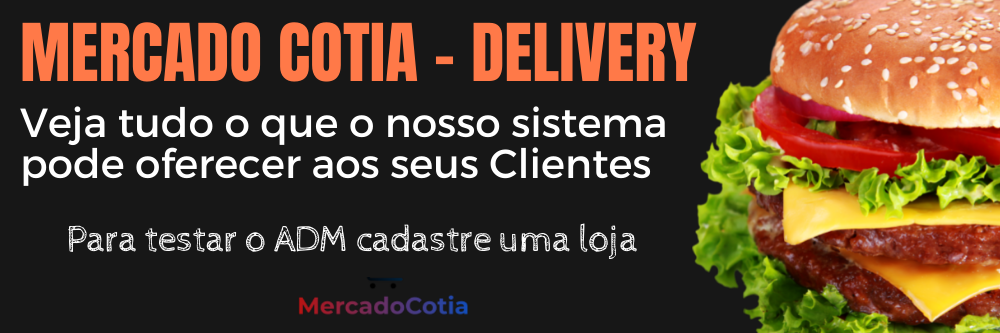 MERCADO COTIA - DELIVERY
Veja tudo o que o nosso sistema
pode oferecer aos seus Clientes
Para testar o ADM cadastre uma loja
MercadoCotia